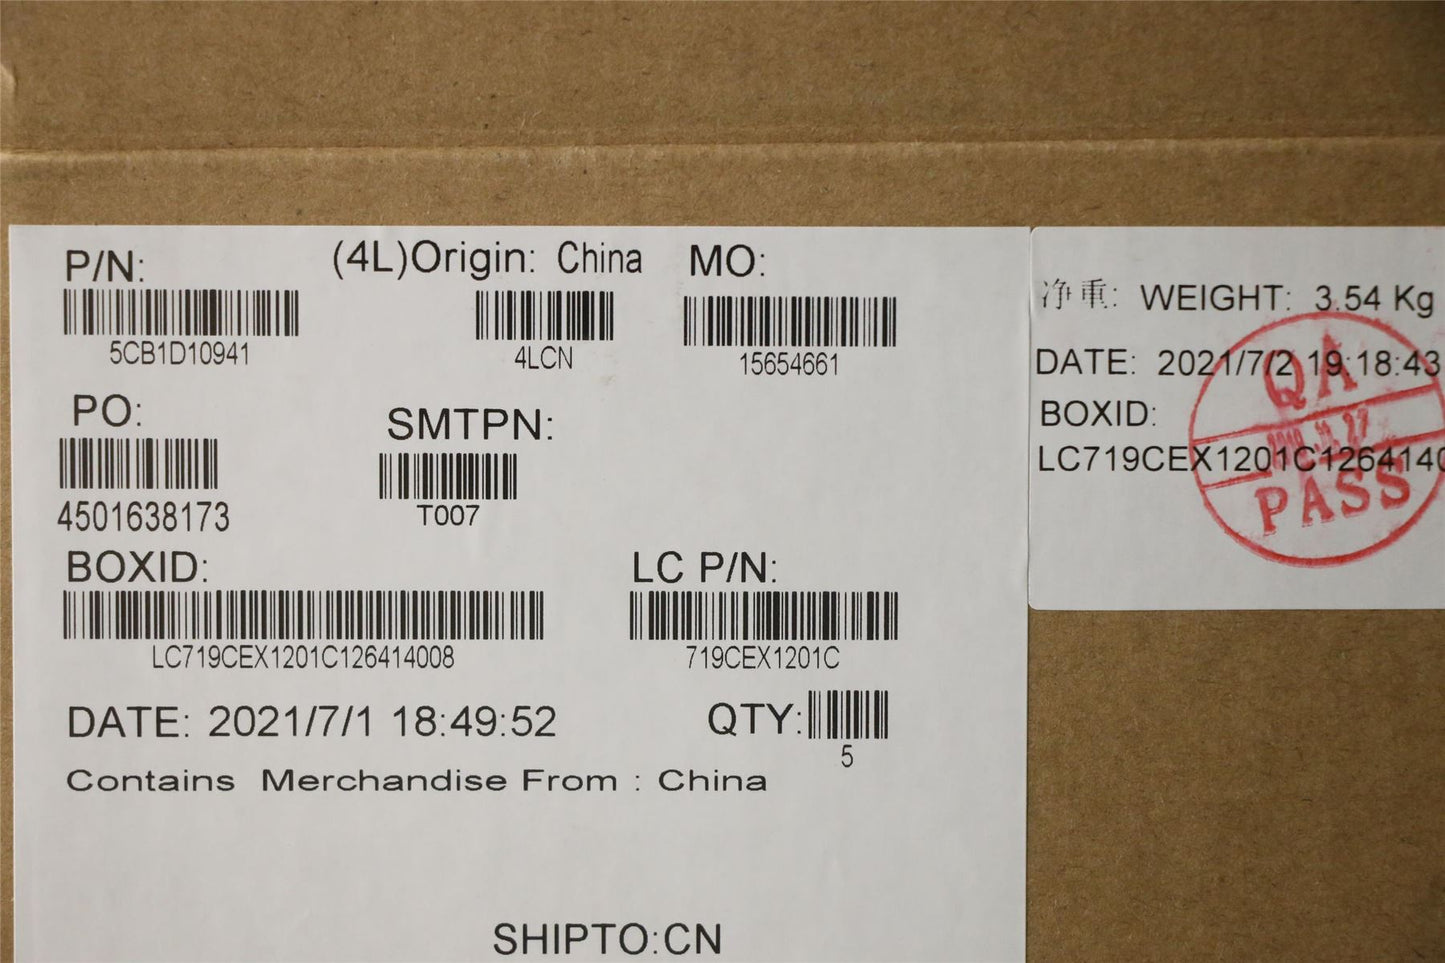 P/N:
5CB1D10941
(4L)Origin: China
4LCN
MO:
15654661
PO:
4501638173
SMTPN:
T007
BOXID:
LC719CEX1201C126414008
LC P/N:
719CEX1201C
DATE: 2021/7/1 18:49:52
QTY:
5
Contains Merchandise From : China
SHIPTO:CN
净重: WEIGHT: 3.54 Kg
DATE: 2021/7/2 19:18:43
BOXID:
LC719CEX1201C1264140
QA
PASS